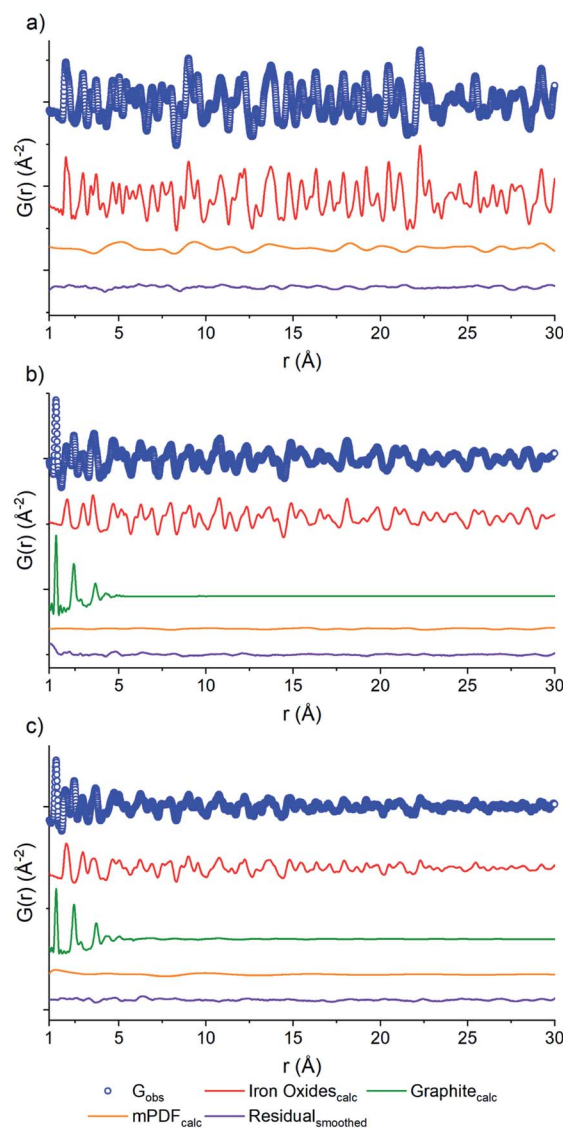 a)
G(r) (Å⁻²)
1 5 10 15 20 25 30
r (Å)
b)
G(r) (Å⁻²)
1 5 10 15 20 25 30
r (Å)
c)
G(r) (Å⁻²)
1 5 10 15 20 25 30
r (Å)
G_obs Iron Oxides_calc Graphite_calc
mPDF_calc Residual_smoothed